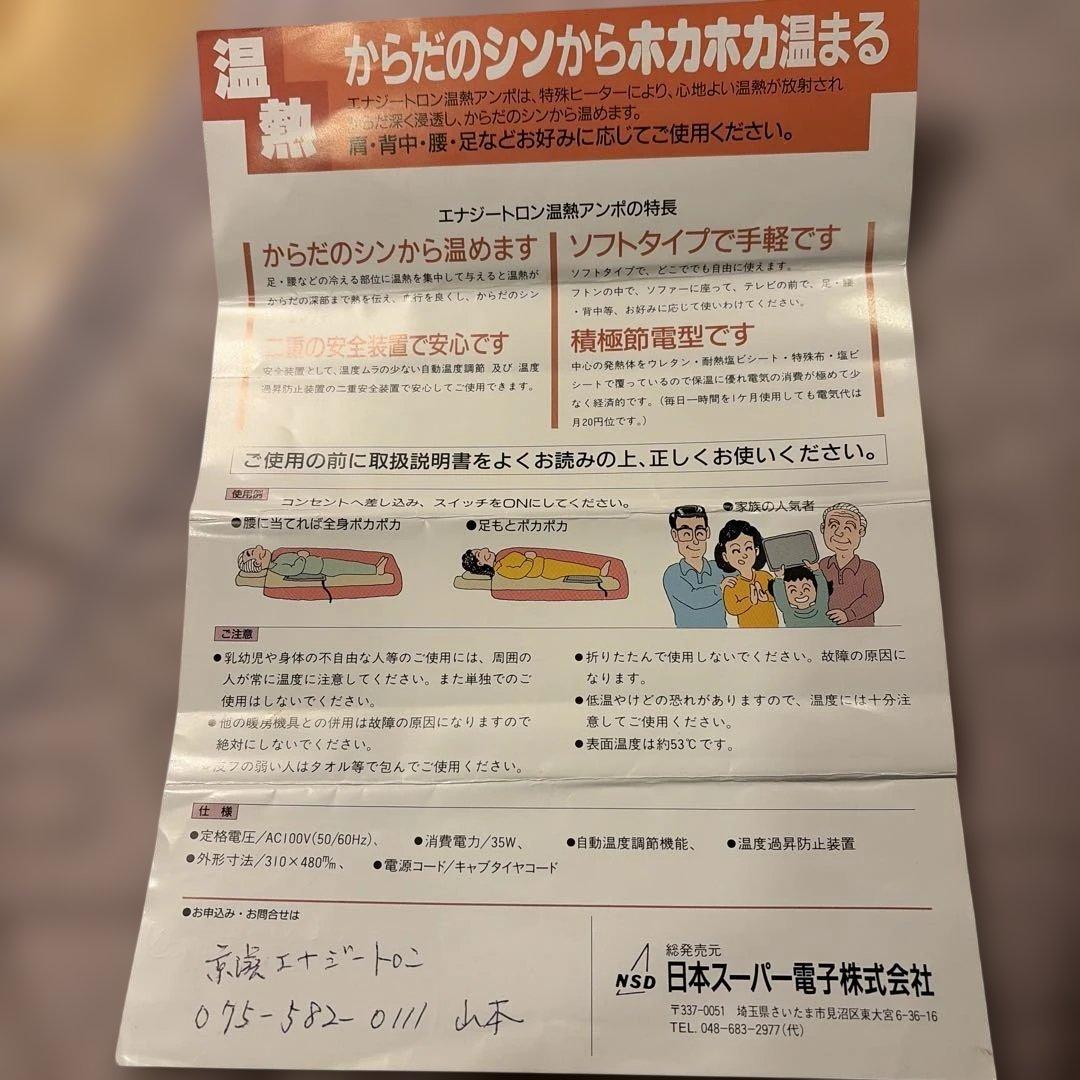 温熱
からだのシンからホカホカ温まる
エナジートロン温熱アンポは、特殊ヒーターにより、心地よい温熱が放射され
からだ深く浸透し、からだのシンから温めます。
肩・背中・腰・足などお好みに応じてご使用ください。
エナジートロン温熱アンポの特長
からだのシンから温めます
足・腰などの冷える部位に温熱を集中して与えると温熱が
からだの深部まで熱を伝え、血行を良くし、からだのシン
二重の安全装置で安心です
安全装置として、温度ムラの少ない自動温度調節 及び 温度
過昇防止装置の二重安全装置で安心してご使用できます。
ソフトタイプで手軽です
ソフトタイプで、どこででも自由に使えます。
フトンの中で、ソファーに座って、テレビの前で、足・腰
・背中等、お好みに応じて使いわけてください。
積極節電型です
中心の発熱体をウレタン・耐熱塩ビシート・特殊布・塩ビ
シートで覆っているので保温に優れ電気の消費が極めて少
なく経済的です。（毎日一時間を1ケ月使用しても電気代は
月20円位です。）
ご使用の前に取扱説明書をよくお読みの上、正しくお使いください。
使用例 コンセントへ差し込み、スイッチをONにしてください。
●腰に当てれば全身ポカポカ
●足もとポカポカ
●家族の人気者
ご注意
●乳幼児や身体の不自由な人等のご使用には、周囲の
人が常に温度に注意してください。また単独でのご
使用はしないでください。
●他の暖房機具との併用は故障の原因になりますので
絶対にしないでください。
●皮フの弱い人はタオル等で包んでご使用ください。
●折りたたんで使用しないでください。故障の原因に
なります。
●低温やけどの恐れがありますので、温度には十分注
意してご使用ください。
●表面温度は約53℃です。
仕様
●定格電圧/AC100V(50/60Hz)、 ●消費電力/35W、 ●自動温度調節機能、 ●温度過昇防止装置
●外形寸法/310×480㎜、 ●電源コード/キャブタイヤコード
●お申込み・お問合せは
京滋エナジートロン
075-582-0111 山本
NSD
総発売元
日本スーパー電子株式会社
〒337-0051 埼玉県さいたま市見沼区東大宮6-36-16
TEL. 048-683-2977(代)